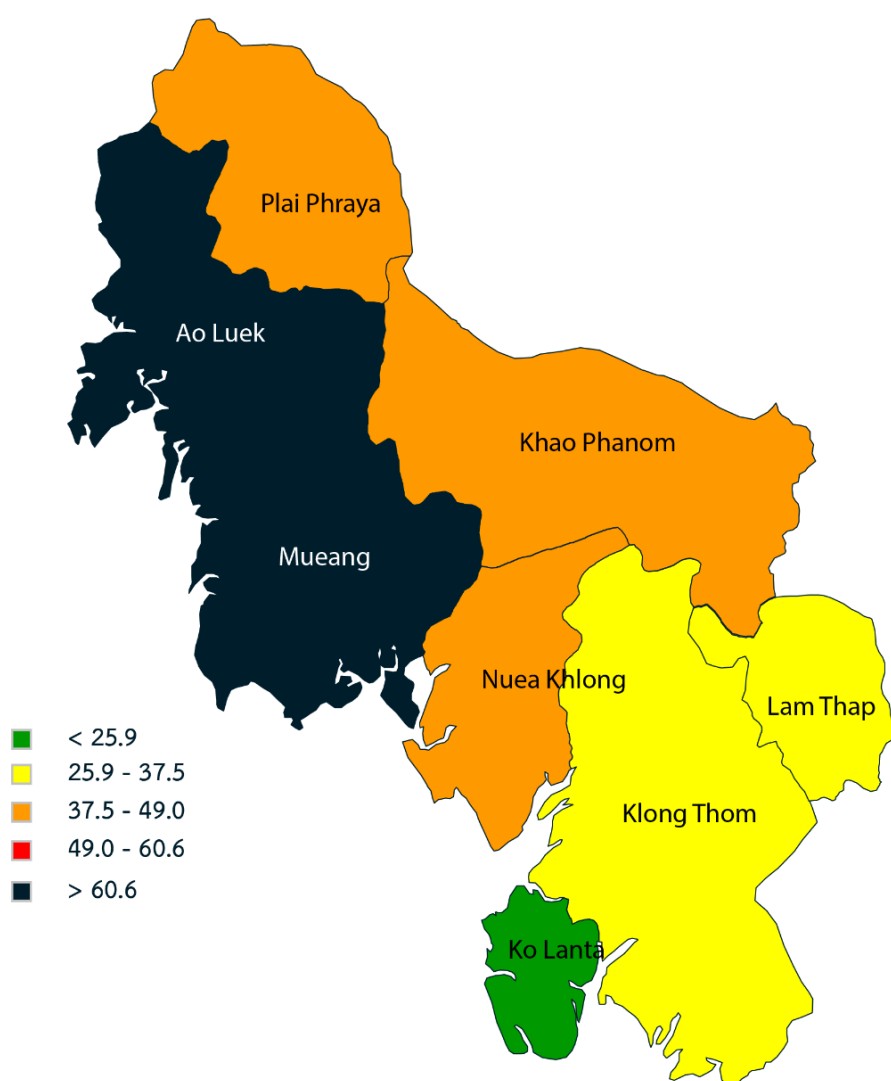 Plai Phraya
Ao Luek
Khao Phanom
Mueang
Nuea Khlong
Lam Thap
Klong Thom
Ko Lanta
< 25.9
25.9 - 37.5
37.5 - 49.0
49.0 - 60.6
> 60.6